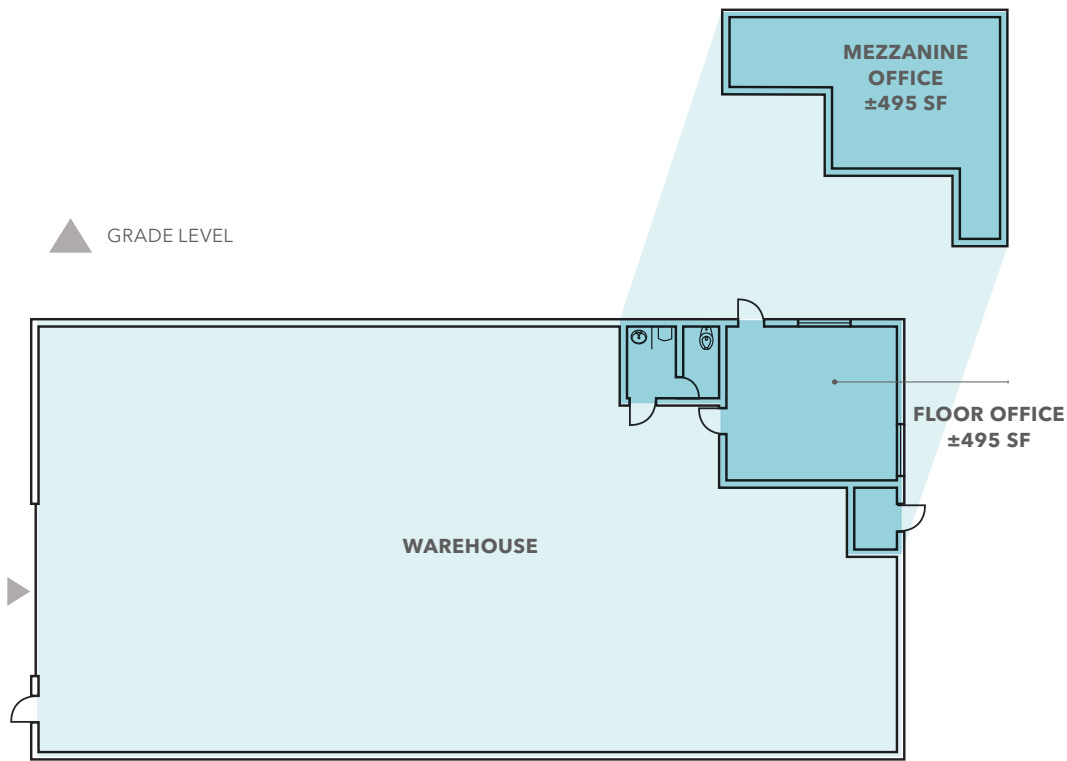 MEZZANINE
OFFICE
±495 SF
GRADE LEVEL
FLOOR OFFICE
±495 SF
WAREHOUSE